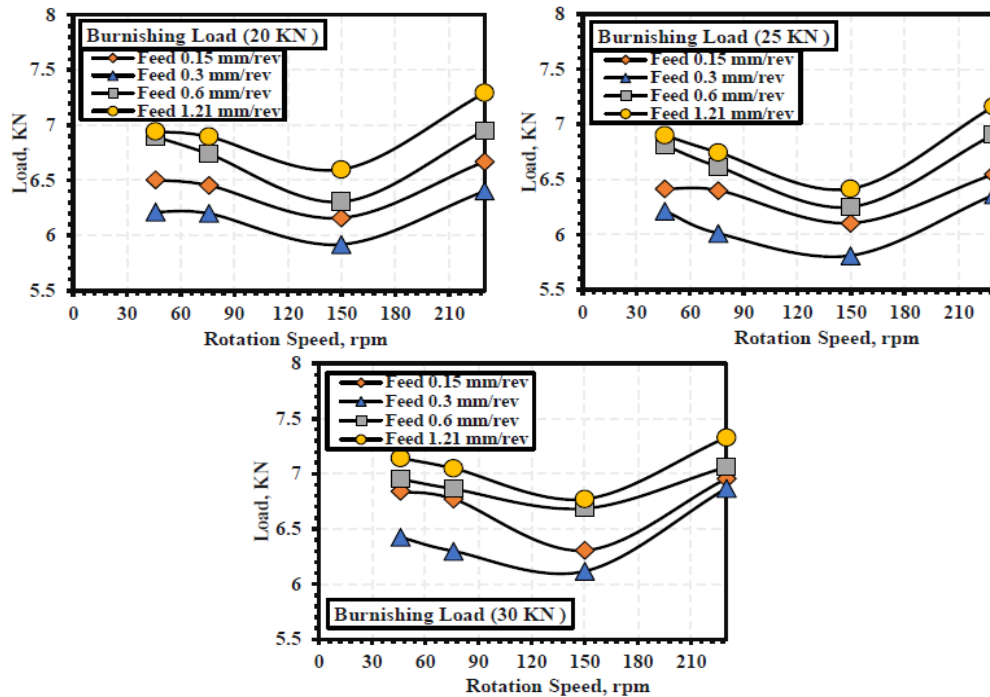 Burnishing Load (20 KN )
Feed 0.15 mm/rev
Feed 0.3 mm/rev
Feed 0.6 mm/rev
Feed 1.21 mm/rev
8
7.5
7
6.5
6
5.5
Load, KN
0 30 60 90 120 150 180 210
Rotation Speed, rpm
Burnishing Load (25 KN )
Feed 0.15 mm/rev
Feed 0.3 mm/rev
Feed 0.6 mm/rev
Feed 1.21 mm/rev
8
7.5
7
6.5
6
5.5
Load, KN
0 30 60 90 120 150 180 210
Rotation Speed, rpm
Feed 0.15 mm/rev
Feed 0.3 mm/rev
Feed 0.6 mm/rev
Feed 1.21 mm/rev
8
7.5
7
6.5
6
5.5
Load, KN
Burnishing Load (30 KN )
0 30 60 90 120 150 180 210
Rotation Speed, rpm